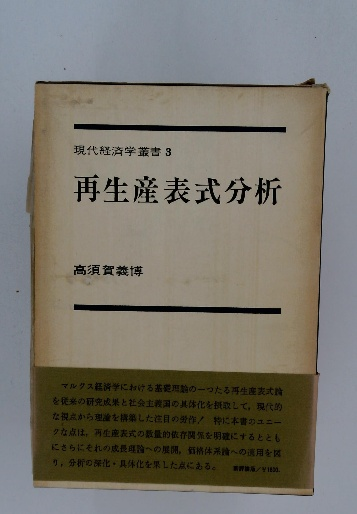 現代経済学叢書 3
再生産表式分析
高須賀義博
マルクス経済学における基礎理論の一つたる再生産表式論
を従来の研究成果と社会主義国の具体化を摂取して，現代的
な視点から理論を構築した注目の労作！ 特に本書のユニー
クな点は，再生産表式の数量的依存関係を明確にするととも
にさらにそれの成長理論への展開，価格体系論への適用を図
り，分析の深化・具体化を果した点にある。